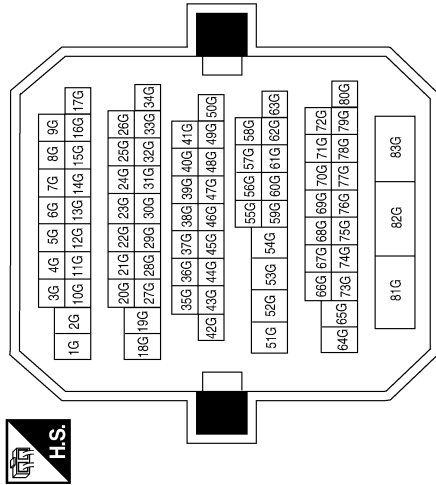 H.S.
3G 4G 5G 6G 7G 8G 9G
1G 2G 10G 11G 12G 13G 14G 15G 16G 17G
20G 21G 22G 23G 24G 25G 26G
18G 19G 27G 28G 29G 30G 31G 32G 33G 34G
35G 36G 37G 38G 39G 40G 41G
42G 43G 44G 45G 46G 47G 48G 49G 50G
55G 56G 57G 58G
51G 52G 53G 54G 59G 60G 61G 62G 63G
66G 67G 68G 69G 70G 71G 72G
64G 65G 73G 74G 75G 76G 77G 78G 79G 80G
81G 82G 83G